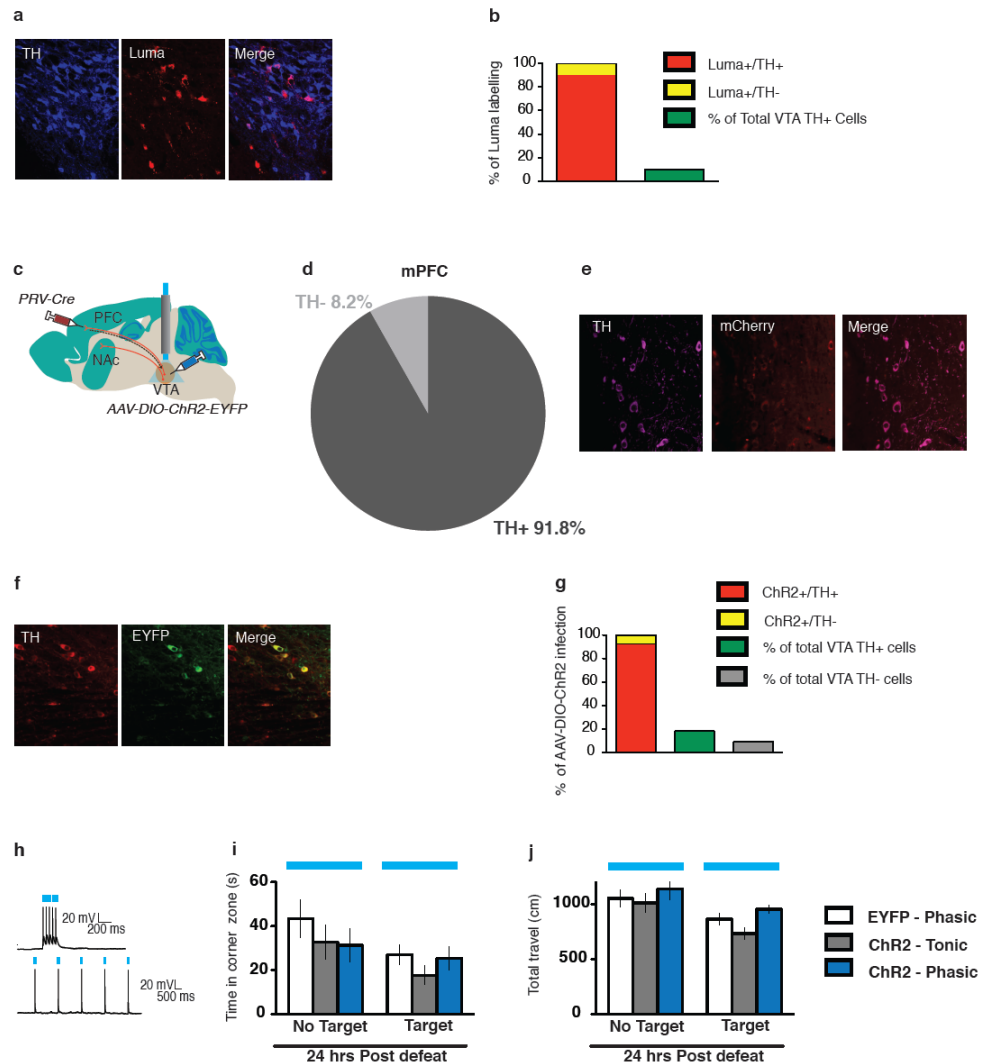 a
TH
Luma
Merge
b
% of Luma labelling
100
80
60
40
20
0
Luma+/TH+
Luma+/TH-
% of Total VTA TH+ Cells
c
PRV-Cre
PFC
NAc
VTA
AAV-DIO-ChR2-EYFP
d
mPFC
TH- 8.2%
TH+ 91.8%
e
TH
mCherry
Merge
f
TH
EYFP
Merge
g
% of AAV-DIO-ChR2 infection
100
80
60
40
20
0
ChR2+/TH+
ChR2+/TH-
% of total VTA TH+ cells
% of total VTA TH- cells
h
20 mV
200 ms
20 mV
500 ms
i
Time in corner zone (s)
60
40
20
0
No Target
Target
24 hrs Post defeat
j
Total travel (cm)
1000
500
0
No Target
Target
24 hrs Post defeat
EYFP - Phasic
ChR2 - Tonic
ChR2 - Phasic